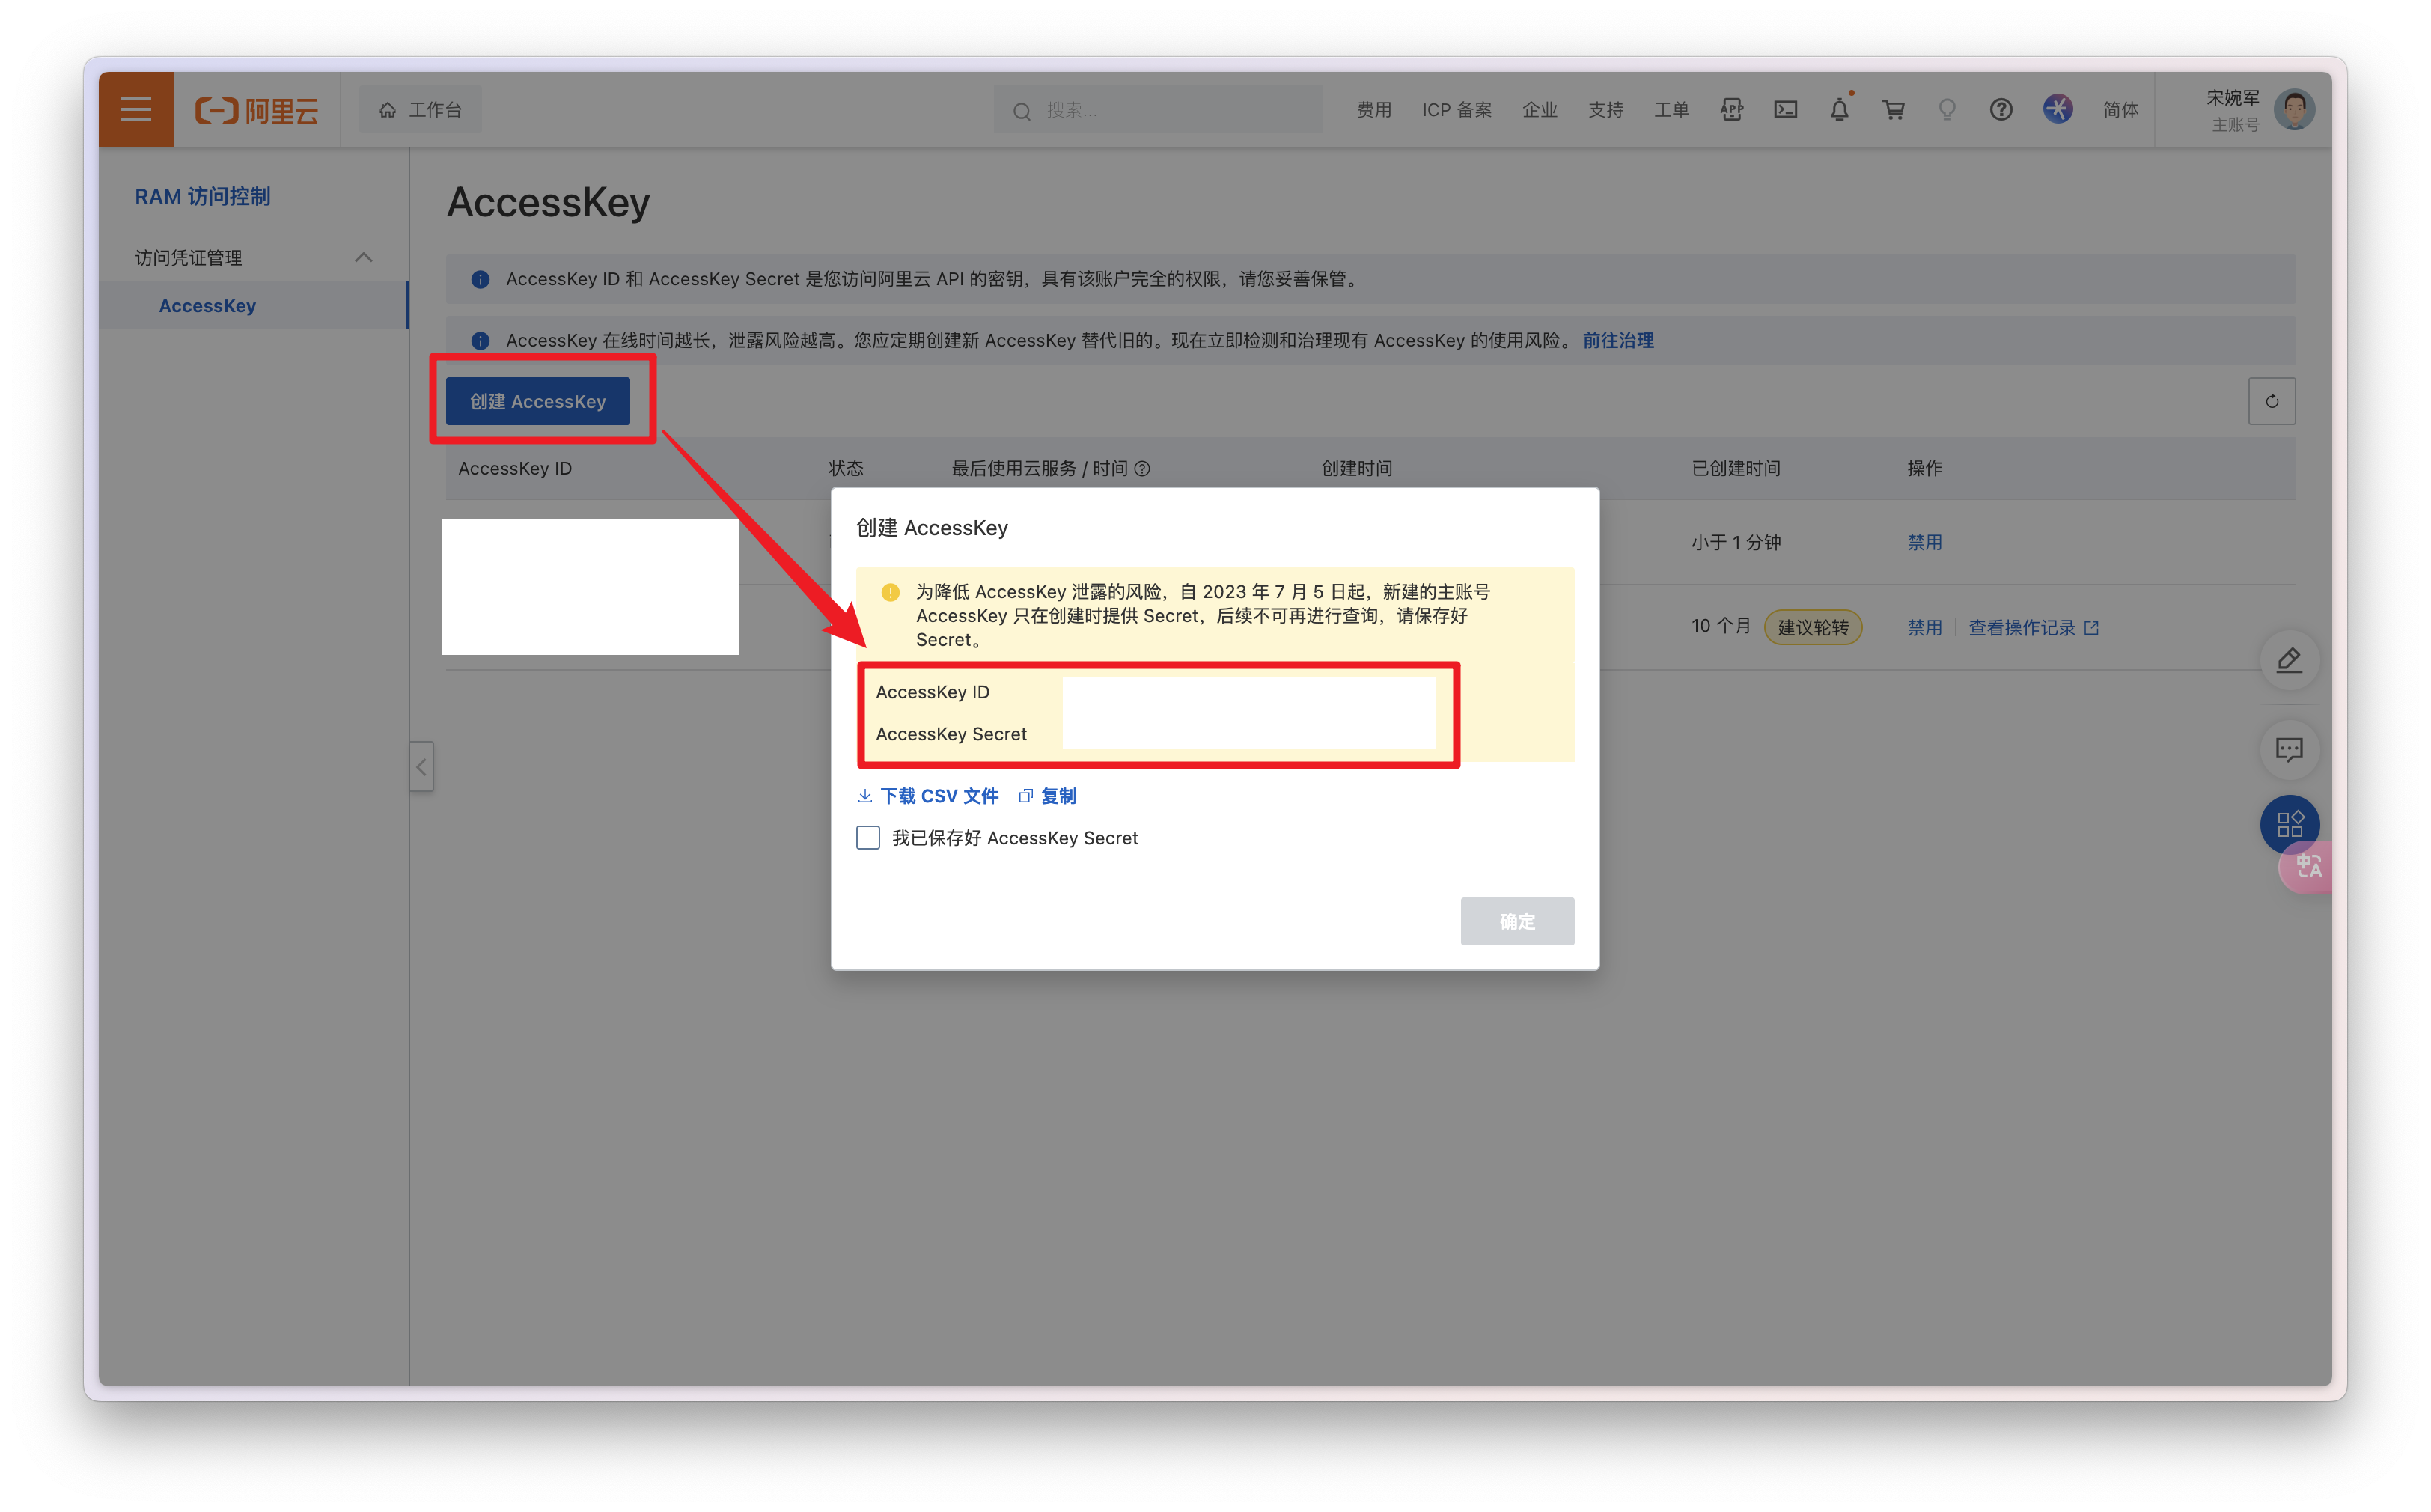 阿里云
工作台
搜索...
费用
ICP 备案
企业
支持
工单
简体
宋婉军
主账号
RAM 访问控制
访问凭证管理
AccessKey
AccessKey
AccessKey ID 和 AccessKey Secret 是您访问阿里云 API 的密钥，具有该账户完全的权限，请您妥善保管。
AccessKey 在线时间越长，泄露风险越高。您应定期创建新 AccessKey 替代旧的。现在立即检测和治理现有 AccessKey 的使用风险。 前往治理
创建 AccessKey
AccessKey ID
状态
最后使用云服务 / 时间
创建时间
已创建时间
操作
小于 1 分钟
禁用
10 个月
建议轮转
禁用
查看操作记录
创建 AccessKey
为降低 AccessKey 泄露的风险，自 2023 年 7 月 5 日起，新建的主账号
AccessKey 只在创建时提供 Secret，后续不可再进行查询，请保存好
Secret。
AccessKey ID
AccessKey Secret
下载 CSV 文件
复制
我已保存好 AccessKey Secret
确定